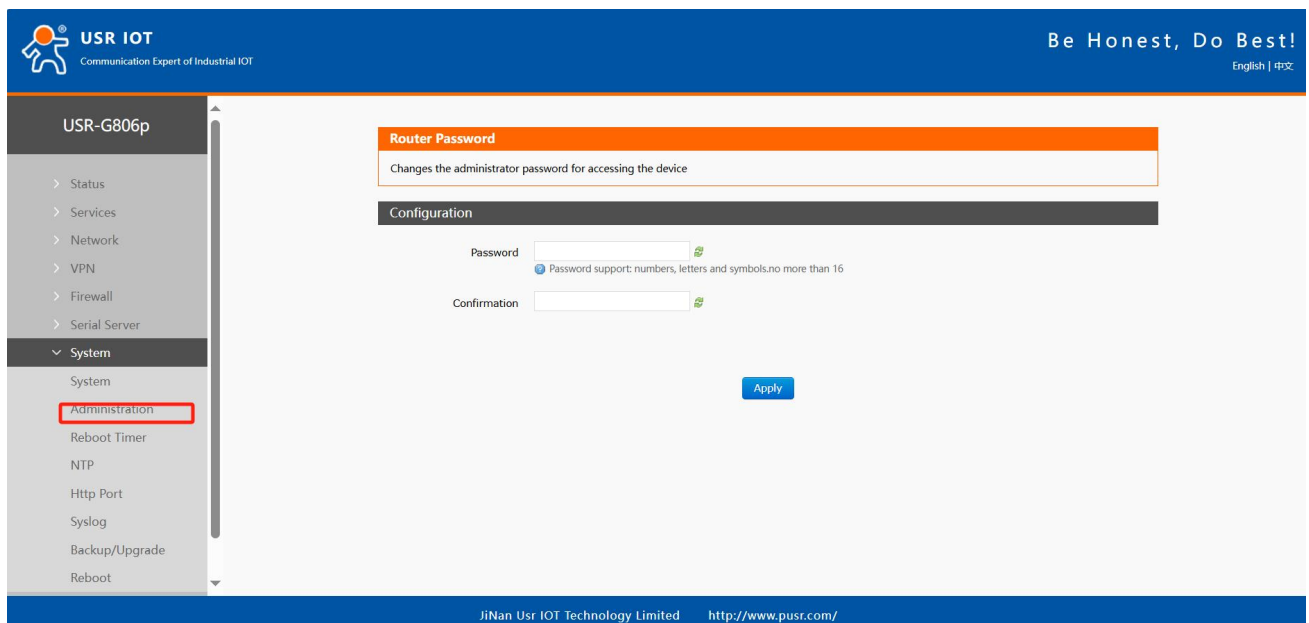 USR IOT
Communication Expert of Industrial IOT
Be Honest, Do Best!
English | 中文
USR-G806p
Status
Services
Network
VPN
Firewall
Serial Server
System
System
Administration
Reboot Timer
NTP
Http Port
Syslog
Backup/Upgrade
Reboot
Router Password
Changes the administrator password for accessing the device
Configuration
Password
Password support: numbers, letters and symbols.no more than 16
Confirmation
Apply
JiNan Usr IOT Technology Limited http://www.pusr.com/